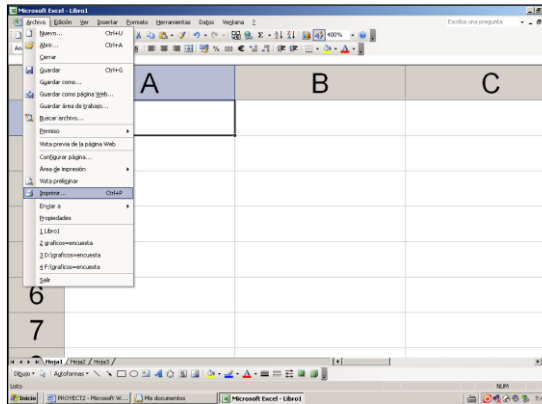 Microsoft Excel - Libro1
Archivo Edición Ver Insertar Formato Herramientas Datos Ventana ?
Escriba una pregunta
Nuevo... Ctrl+U
Abrir... Ctrl+A
Cerrar
Guardar Ctrl+G
Guardar como...
Guardar como página Web...
Guardar área de trabajo...
Buscar archivo...
Permiso
Vista previa de la página Web
Configurar página...
Área de impresión
Vista preliminar
Imprimir... Ctrl+P
Enviar a
Propiedades
1 Libro1
2 graficos=encuesta
3 D:\graficos=encuesta
4 F:\graficos=encuesta
Salir
400%
A B C
6
7
Hoja1 / Hoja2 / Hoja3
Dibujo Autoformas
Listo NUM
Inicio PROYECT2 - Microsoft W... Mis documentos Microsoft Excel - Libro1